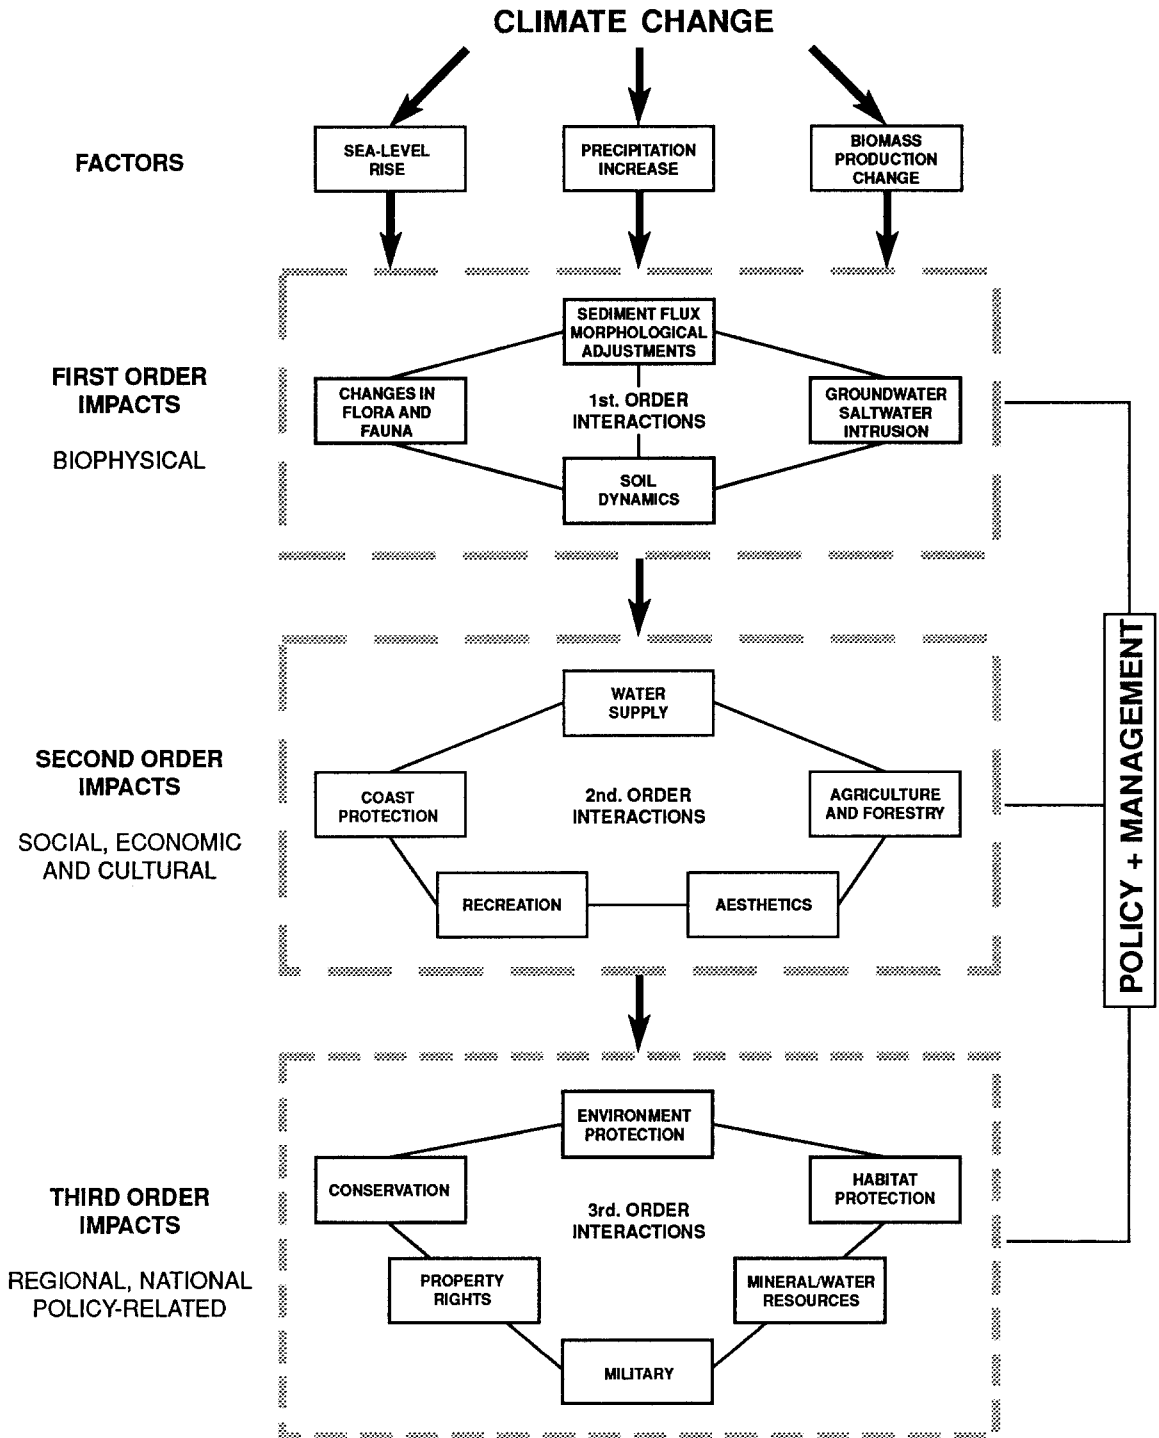 CLIMATE CHANGE
FACTORS
SEA-LEVEL
RISE
PRECIPITATION
INCREASE
BIOMASS
PRODUCTION
CHANGE
FIRST ORDER
IMPACTS
BIOPHYSICAL
SEDIMENT FLUX
MORPHOLOGICAL
ADJUSTMENTS
CHANGES IN
FLORA AND
FAUNA
1st. ORDER
INTERACTIONS
GROUNDWATER
SALTWATER
INTRUSION
SOIL
DYNAMICS
SECOND ORDER
IMPACTS
SOCIAL, ECONOMIC
AND CULTURAL
WATER
SUPPLY
COAST
PROTECTION
2nd. ORDER
INTERACTIONS
AGRICULTURE
AND FORESTRY
RECREATION
AESTHETICS
POLICY + MANAGEMENT
THIRD ORDER
IMPACTS
REGIONAL, NATIONAL
POLICY-RELATED
ENVIRONMENT
PROTECTION
CONSERVATION
3rd. ORDER
INTERACTIONS
HABITAT
PROTECTION
PROPERTY
RIGHTS
MINERAL/WATER
RESOURCES
MILITARY